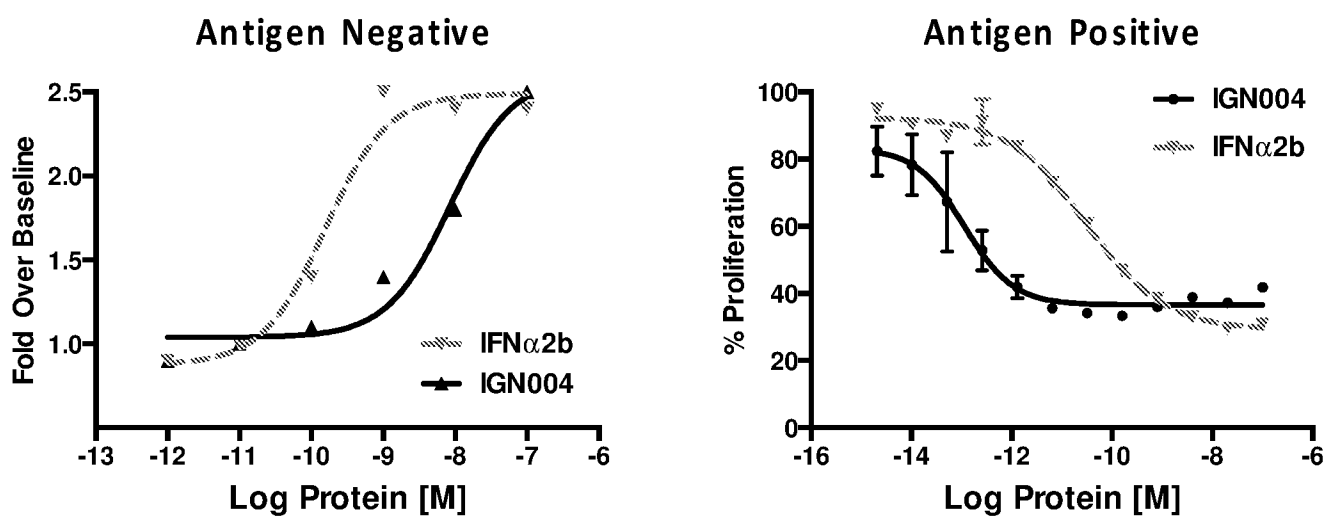 Antigen Negative
Fold Over Baseline
2.5
2.0
1.5
1.0
-13 -12 -11 -10 -9 -8 -7 -6
Log Protein [M]
IFNα2b
IGN004
Antigen Positive
% Proliferation
100
80
60
40
20
0
-16 -14 -12 -10 -8 -6
Log Protein [M]
IGN004
IFNα2b